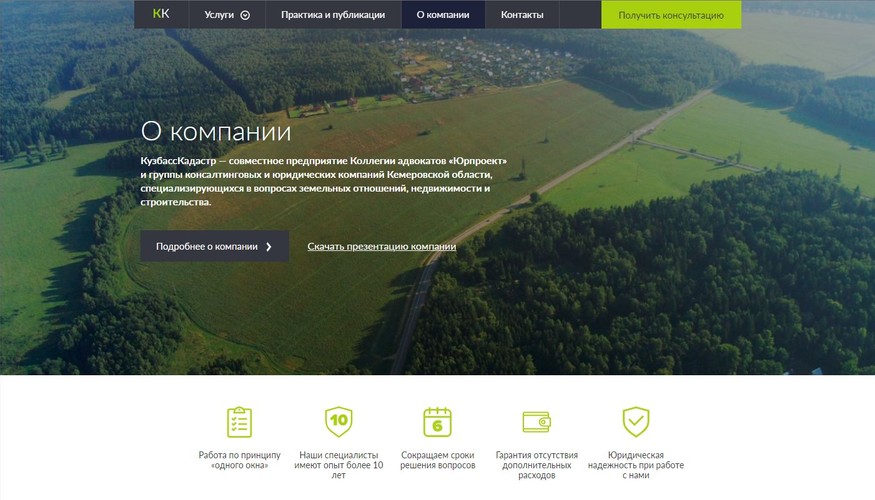 КК
Услуги
Практика и публикации
О компании
Контакты
Получить консультацию
О компании
КузбассКадастр — совместное предприятие Коллегии адвокатов «Юрпроект»
и группы консалтинговых и юридических компаний Кемеровской области,
специализирующихся в вопросах земельных отношений, недвижимости и
строительства.
Подробнее о компании
Скачать презентацию компании
10
6
Работа по принципу
«одного окна»
Наши специалисты
имеют опыт более 10
лет
Сокращаем сроки
решения вопросов
Гарантия отсутствия
дополнительных
расходов
Юридическая
надежность при работе
с нами